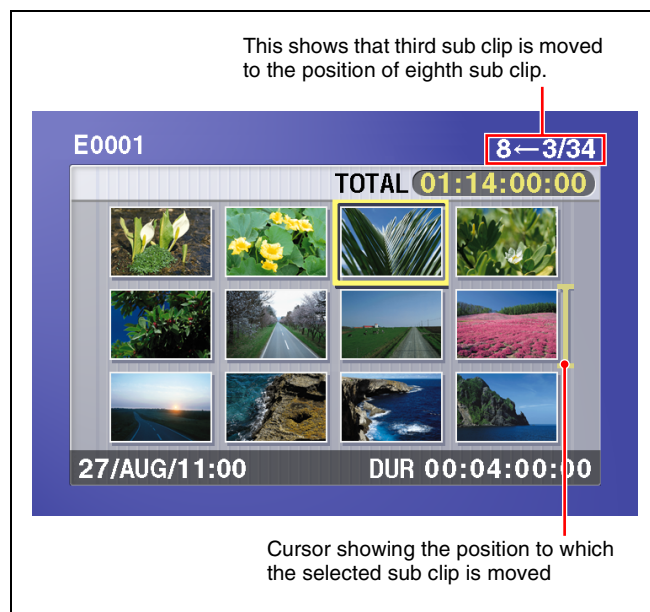 This shows that third sub clip is moved
to the position of eighth sub clip.
E0001
8←3/34
TOTAL 01:14:00:00
27/AUG/11:00
DUR 00:04:00:00
Cursor showing the position to which
the selected sub clip is moved